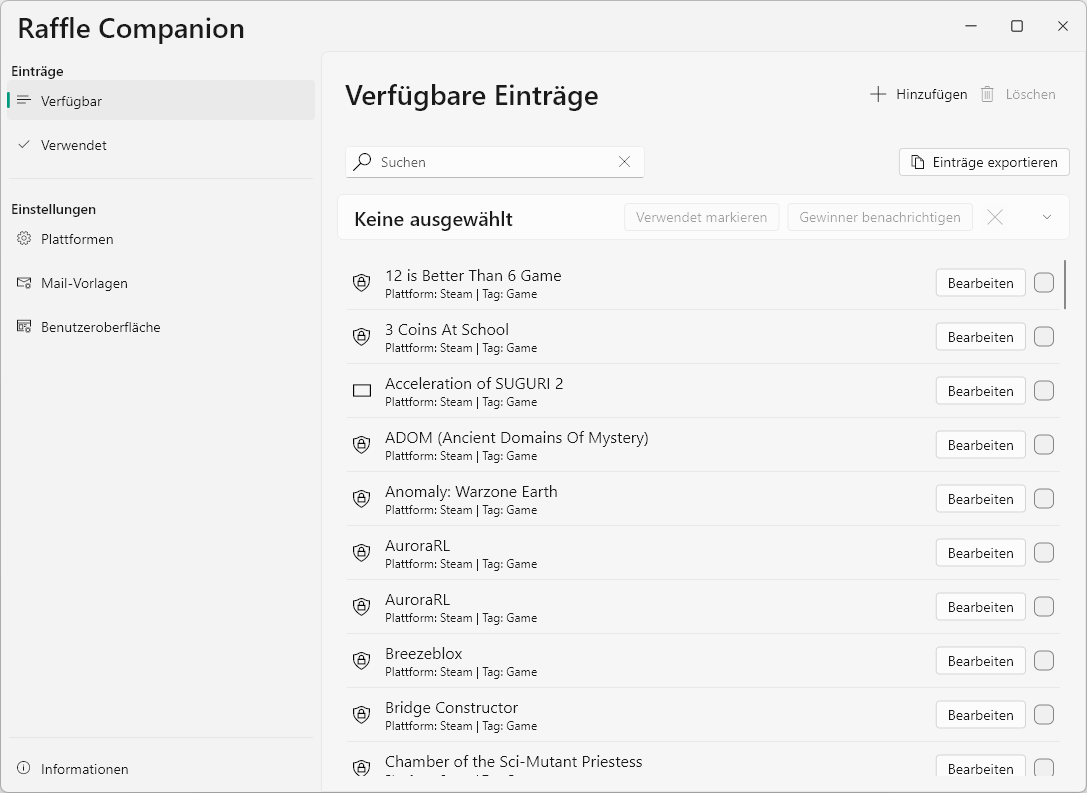 Raffle Companion
Einträge
Verfügbar
Verwendet
Einstellungen
Plattformen
Mail-Vorlagen
Benutzeroberfläche
Informationen
Verfügbare Einträge
Hinzufügen
Löschen
Suchen
Einträge exportieren
Keine ausgewählt
Verwendet markieren
Gewinner benachrichtigen
12 is Better Than 6 Game
Plattform: Steam | Tag: Game
Bearbeiten
3 Coins At School
Plattform: Steam | Tag: Game
Bearbeiten
Acceleration of SUGURI 2
Plattform: Steam | Tag: Game
Bearbeiten
ADOM (Ancient Domains Of Mystery)
Plattform: Steam | Tag: Game
Bearbeiten
Anomaly: Warzone Earth
Plattform: Steam | Tag: Game
Bearbeiten
AuroraRL
Plattform: Steam | Tag: Game
Bearbeiten
AuroraRL
Plattform: Steam | Tag: Game
Bearbeiten
Breezeblox
Plattform: Steam | Tag: Game
Bearbeiten
Bridge Constructor
Plattform: Steam | Tag: Game
Bearbeiten
Chamber of the Sci-Mutant Priestess
Bearbeiten